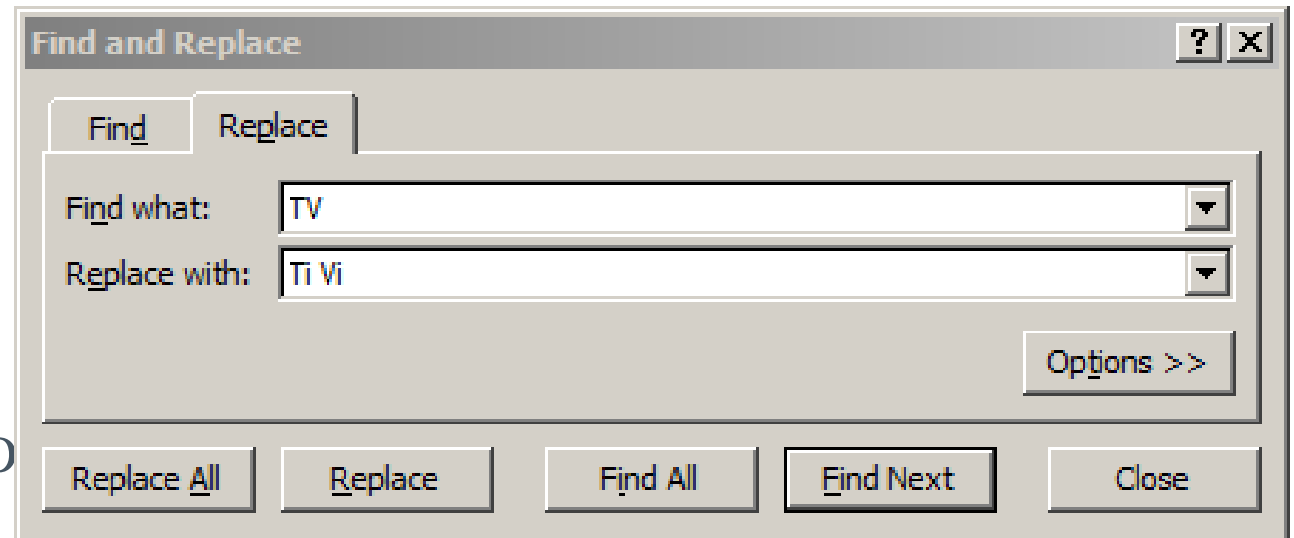 Find and Replace
Find Replace
Find what: TV
Replace with: Ti Vi
Options >>
Replace All Replace Find All Find Next Close